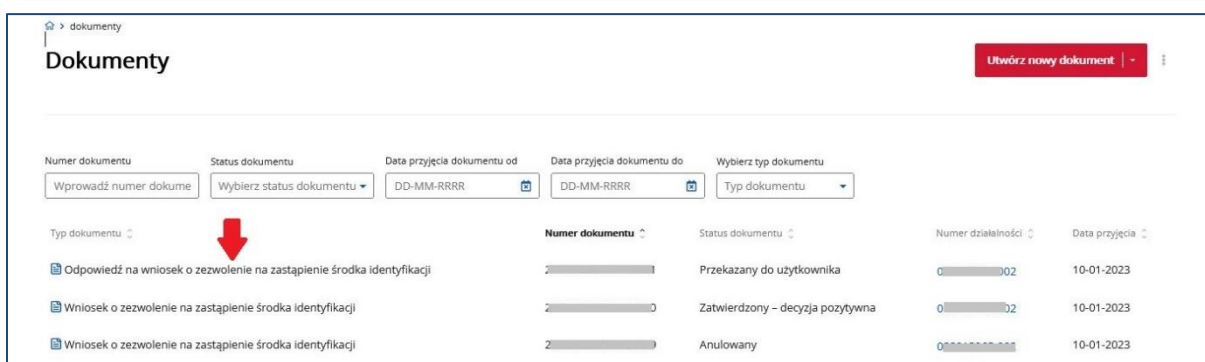 > dokumenty
Dokumenty
Utwórz nowy dokument
Numer dokumentu Status dokumentu Data przyjęcia dokumentu od Data przyjęcia dokumentu do Wybierz typ dokumentu
Wprowadź numer dokume Wybierz status dokumentu DD-MM-RRRR DD-MM-RRRR Typ dokumentu
Typ dokumentu Numer dokumentu Status dokumentu Numer działalności Data przyjęcia
Odpowiedź na wniosek o zezwolenie na zastąpienie środka identyfikacji Przekazany do użytkownika 10-01-2023
Wniosek o zezwolenie na zastąpienie środka identyfikacji Zatwierdzony – decyzja pozytywna 10-01-2023
Wniosek o zezwolenie na zastąpienie środka identyfikacji Anulowany 10-01-2023